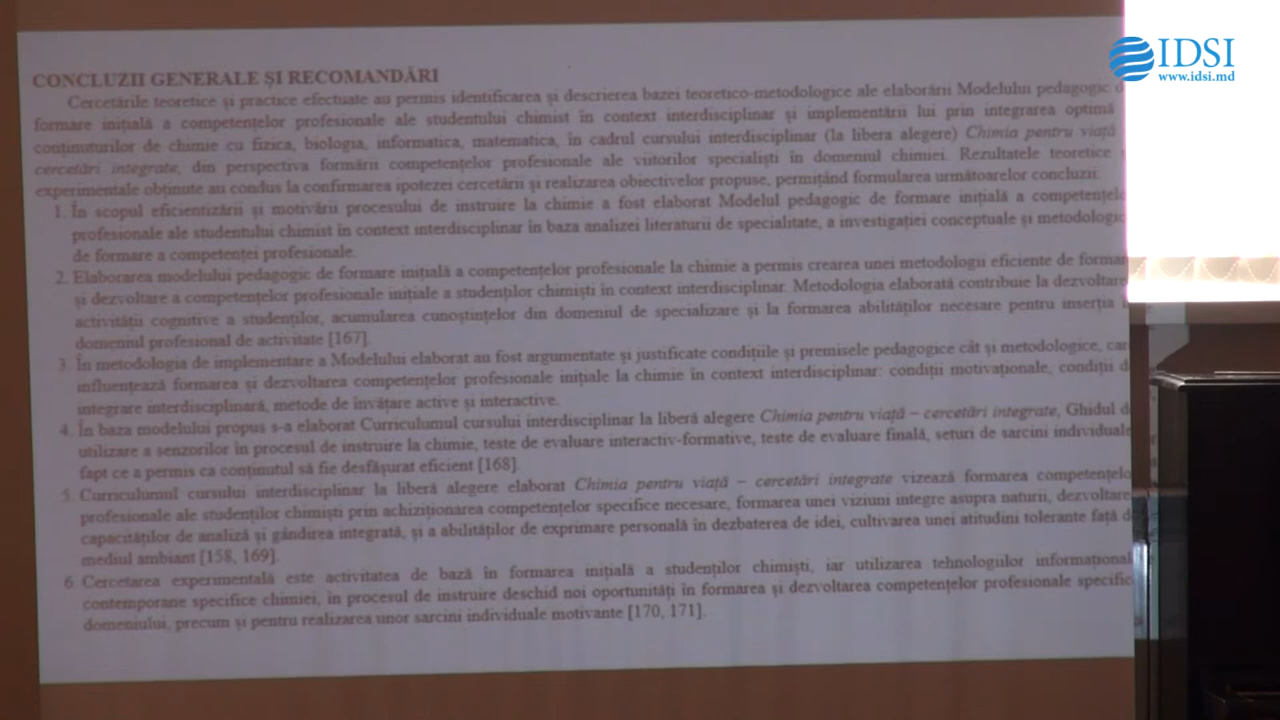 IDSI
www.idsi.md
CONCLUZII GENERALE ȘI RECOMANDĂRI
Cercetările teoretice și practice efectuate au permis identificarea și descrierea bazei teoretico-metodologice ale elaborării Modelului pedagogic d
formare inițială a competențelor profesionale ale studentului chimist în context interdisciplinar și implementării lui prin integrarea optimă
conținuturilor de chimie cu fizica, biologia, informatica, matematica, în cadrul cursului interdisciplinar (la libera alegere) Chimia pentru viață
cercetări integrate, din perspectiva formării competențelor profesionale ale viitorilor specialiști în domeniul chimiei. Rezultatele teoretice
experimentale obținute au condus la confirmarea ipotezei cercetării și realizarea obiectivelor propuse, permițând formularea următoarelor concluzii:
1. În scopul eficientizării și motivării procesului de instruire la chimie a fost elaborat Modelul pedagogic de formare inițială a competențelo
profesionale ale studentului chimist în context interdisciplinar în baza analizei literaturii de specialitate, a investigației conceptuale și metodologic
de formare a competenței profesionale.
2. Elaborarea modelului pedagogic de formare inițială a competențelor profesionale la chimie a permis crearea unei metodologii eficiente de formar
și dezvoltare a competențelor profesionale inițiale a studenților chimiști în context interdisciplinar. Metodologia elaborată contribuie la dezvoltare
activității cognitive a studenților, acumularea cunoștințelor din domeniul de specializare și la formarea abilităților necesare pentru inserția
domeniul profesional de activitate [167].
3. În metodologia de implementare a Modelului elaborat au fost argumentate și justificate condițiile și premisele pedagogice cât și metodologice, car
influențează formarea și dezvoltarea competențelor profesionale inițiale la chimie în context interdisciplinar: condiții motivaționale, condiții d
integrare interdisciplinară, metode de învățare active și interactive.
4. În baza modelului propus s-a elaborat Curriculumul cursului interdisciplinar la liberă alegere Chimia pentru viață – cercetări integrate, Ghidul d
utilizare a senzorilor în procesul de instruire la chimie, teste de evaluare interactiv-formative, teste de evaluare finală, seturi de sarcini individuale
fapt ce a permis ca conținutul să fie desfășurat eficient [168].
5. Curriculumul cursului interdisciplinar la liberă alegere elaborat Chimia pentru viață – cercetări integrate vizează formarea competențelo
profesionale ale studenților chimiști prin achiziționarea competențelor specifice necesare, formarea unei viziuni integre asupra naturii, dezvoltare
capacităților de analiză și gândirea integrată, și a abilităților de exprimare personală în dezbaterea de idei, cultivarea unei atitudini tolerante față d
mediul ambiant [158, 169].
6. Cercetarea experimentală este activitatea de bază în formarea inițială a studenților chimiști, iar utilizarea tehnologiilor informațional
contemporane specifice chimiei, în procesul de instruire deschid noi oportunități în formarea și dezvoltarea competențelor profesionale specific
domeniului, precum și pentru realizarea unor sarcini individuale motivante [170, 171].